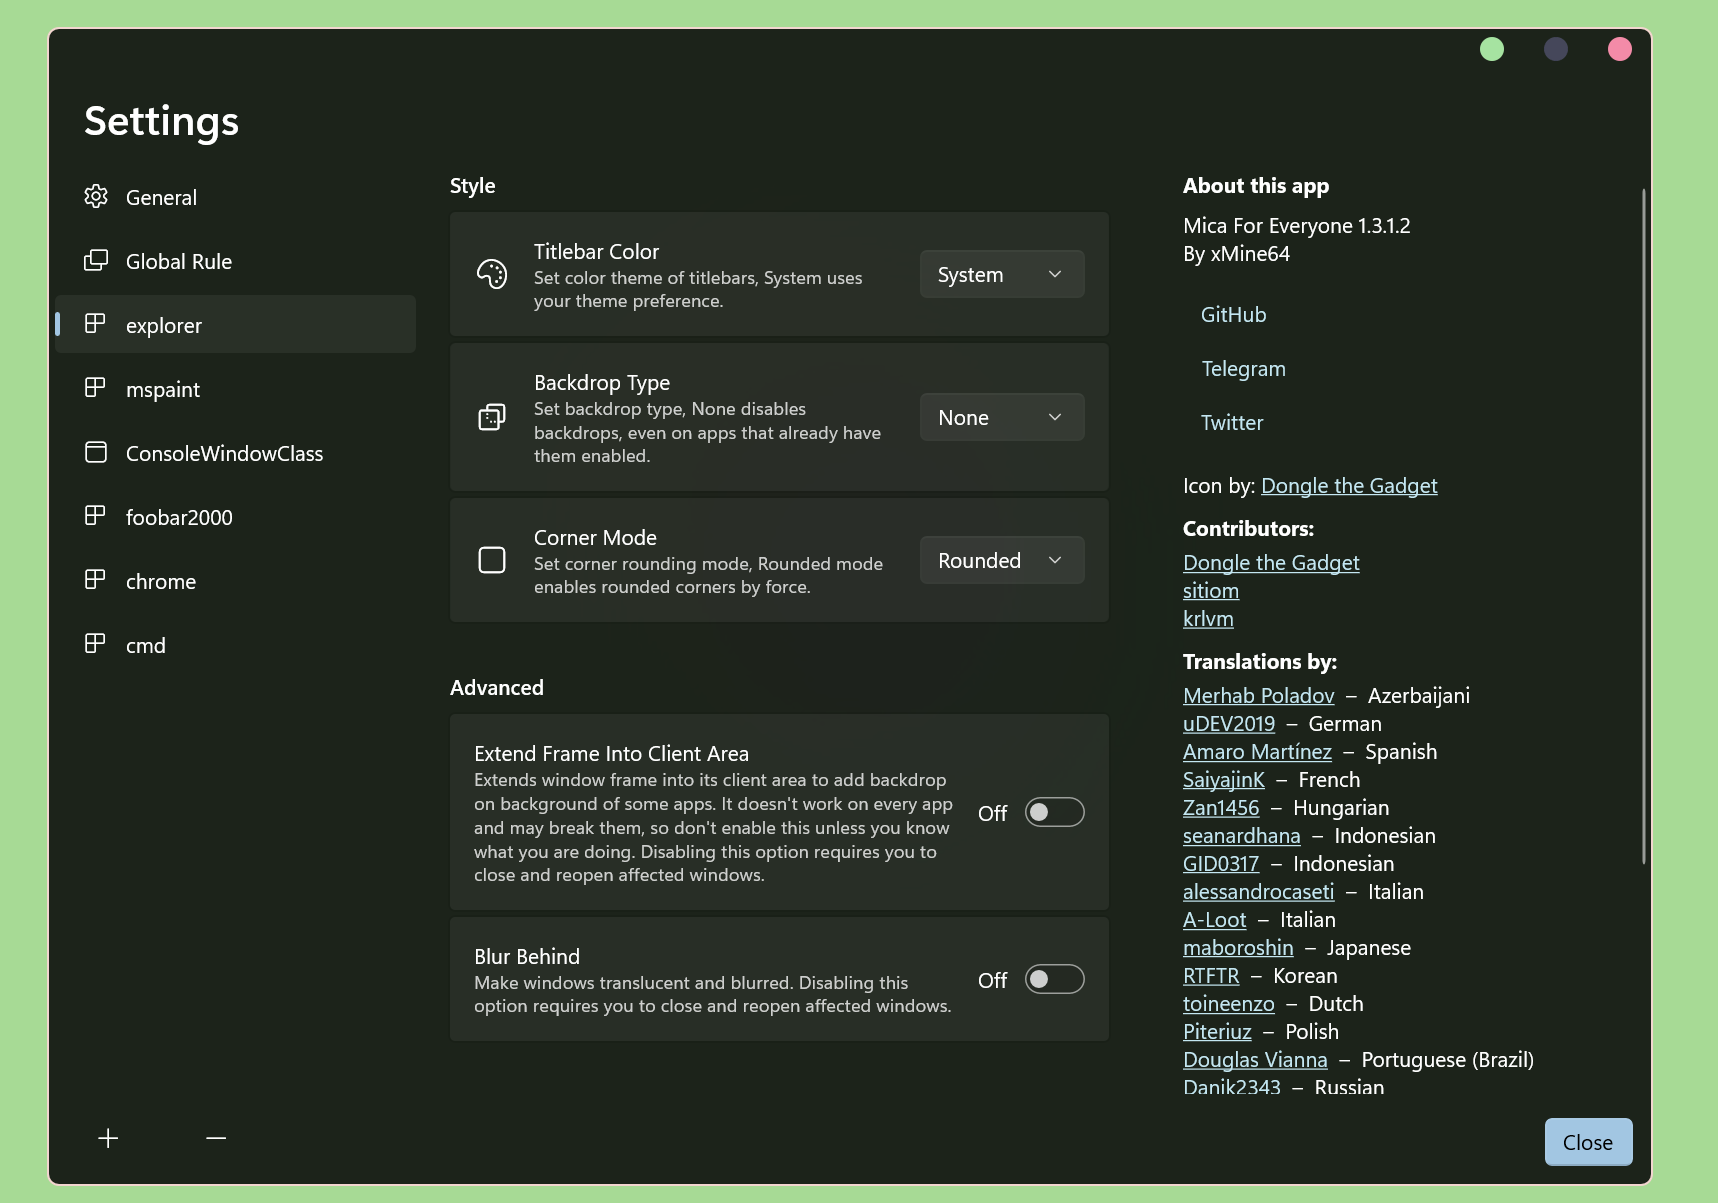 Settings
General
Global Rule
explorer
mspaint
ConsoleWindowClass
foobar2000
chrome
cmd
Style
Titlebar Color
Set color theme of titlebars, System uses
your theme preference.
System
Backdrop Type
Set backdrop type, None disables
backdrops, even on apps that already have
them enabled.
None
Corner Mode
Set corner rounding mode, Rounded mode
enables rounded corners by force.
Rounded
Advanced
Extend Frame Into Client Area
Extends window frame into its client area to add backdrop
on background of some apps. It doesn't work on every app
and may break them, so don't enable this unless you know
what you are doing. Disabling this option requires you to
close and reopen affected windows.
Off
Blur Behind
Make windows translucent and blurred. Disabling this
option requires you to close and reopen affected windows.
Off
About this app
Mica For Everyone 1.3.1.2
By xMine64
GitHub
Telegram
Twitter
Icon by: Dongle the Gadget
Contributors:
Dongle the Gadget
sitiom
krlvm
Translations by:
Merhab Poladov – Azerbaijani
uDEV2019 – German
Amaro Martínez – Spanish
SaiyajinK – French
Zan1456 – Hungarian
seanardhana – Indonesian
GID0317 – Indonesian
alessandrocaseti – Italian
A-Loot – Italian
maboroshin – Japanese
RTFTR – Korean
toineenzo – Dutch
Piteriuz – Polish
Douglas Vianna – Portuguese (Brazil)
Danik2343 – Russian
Close